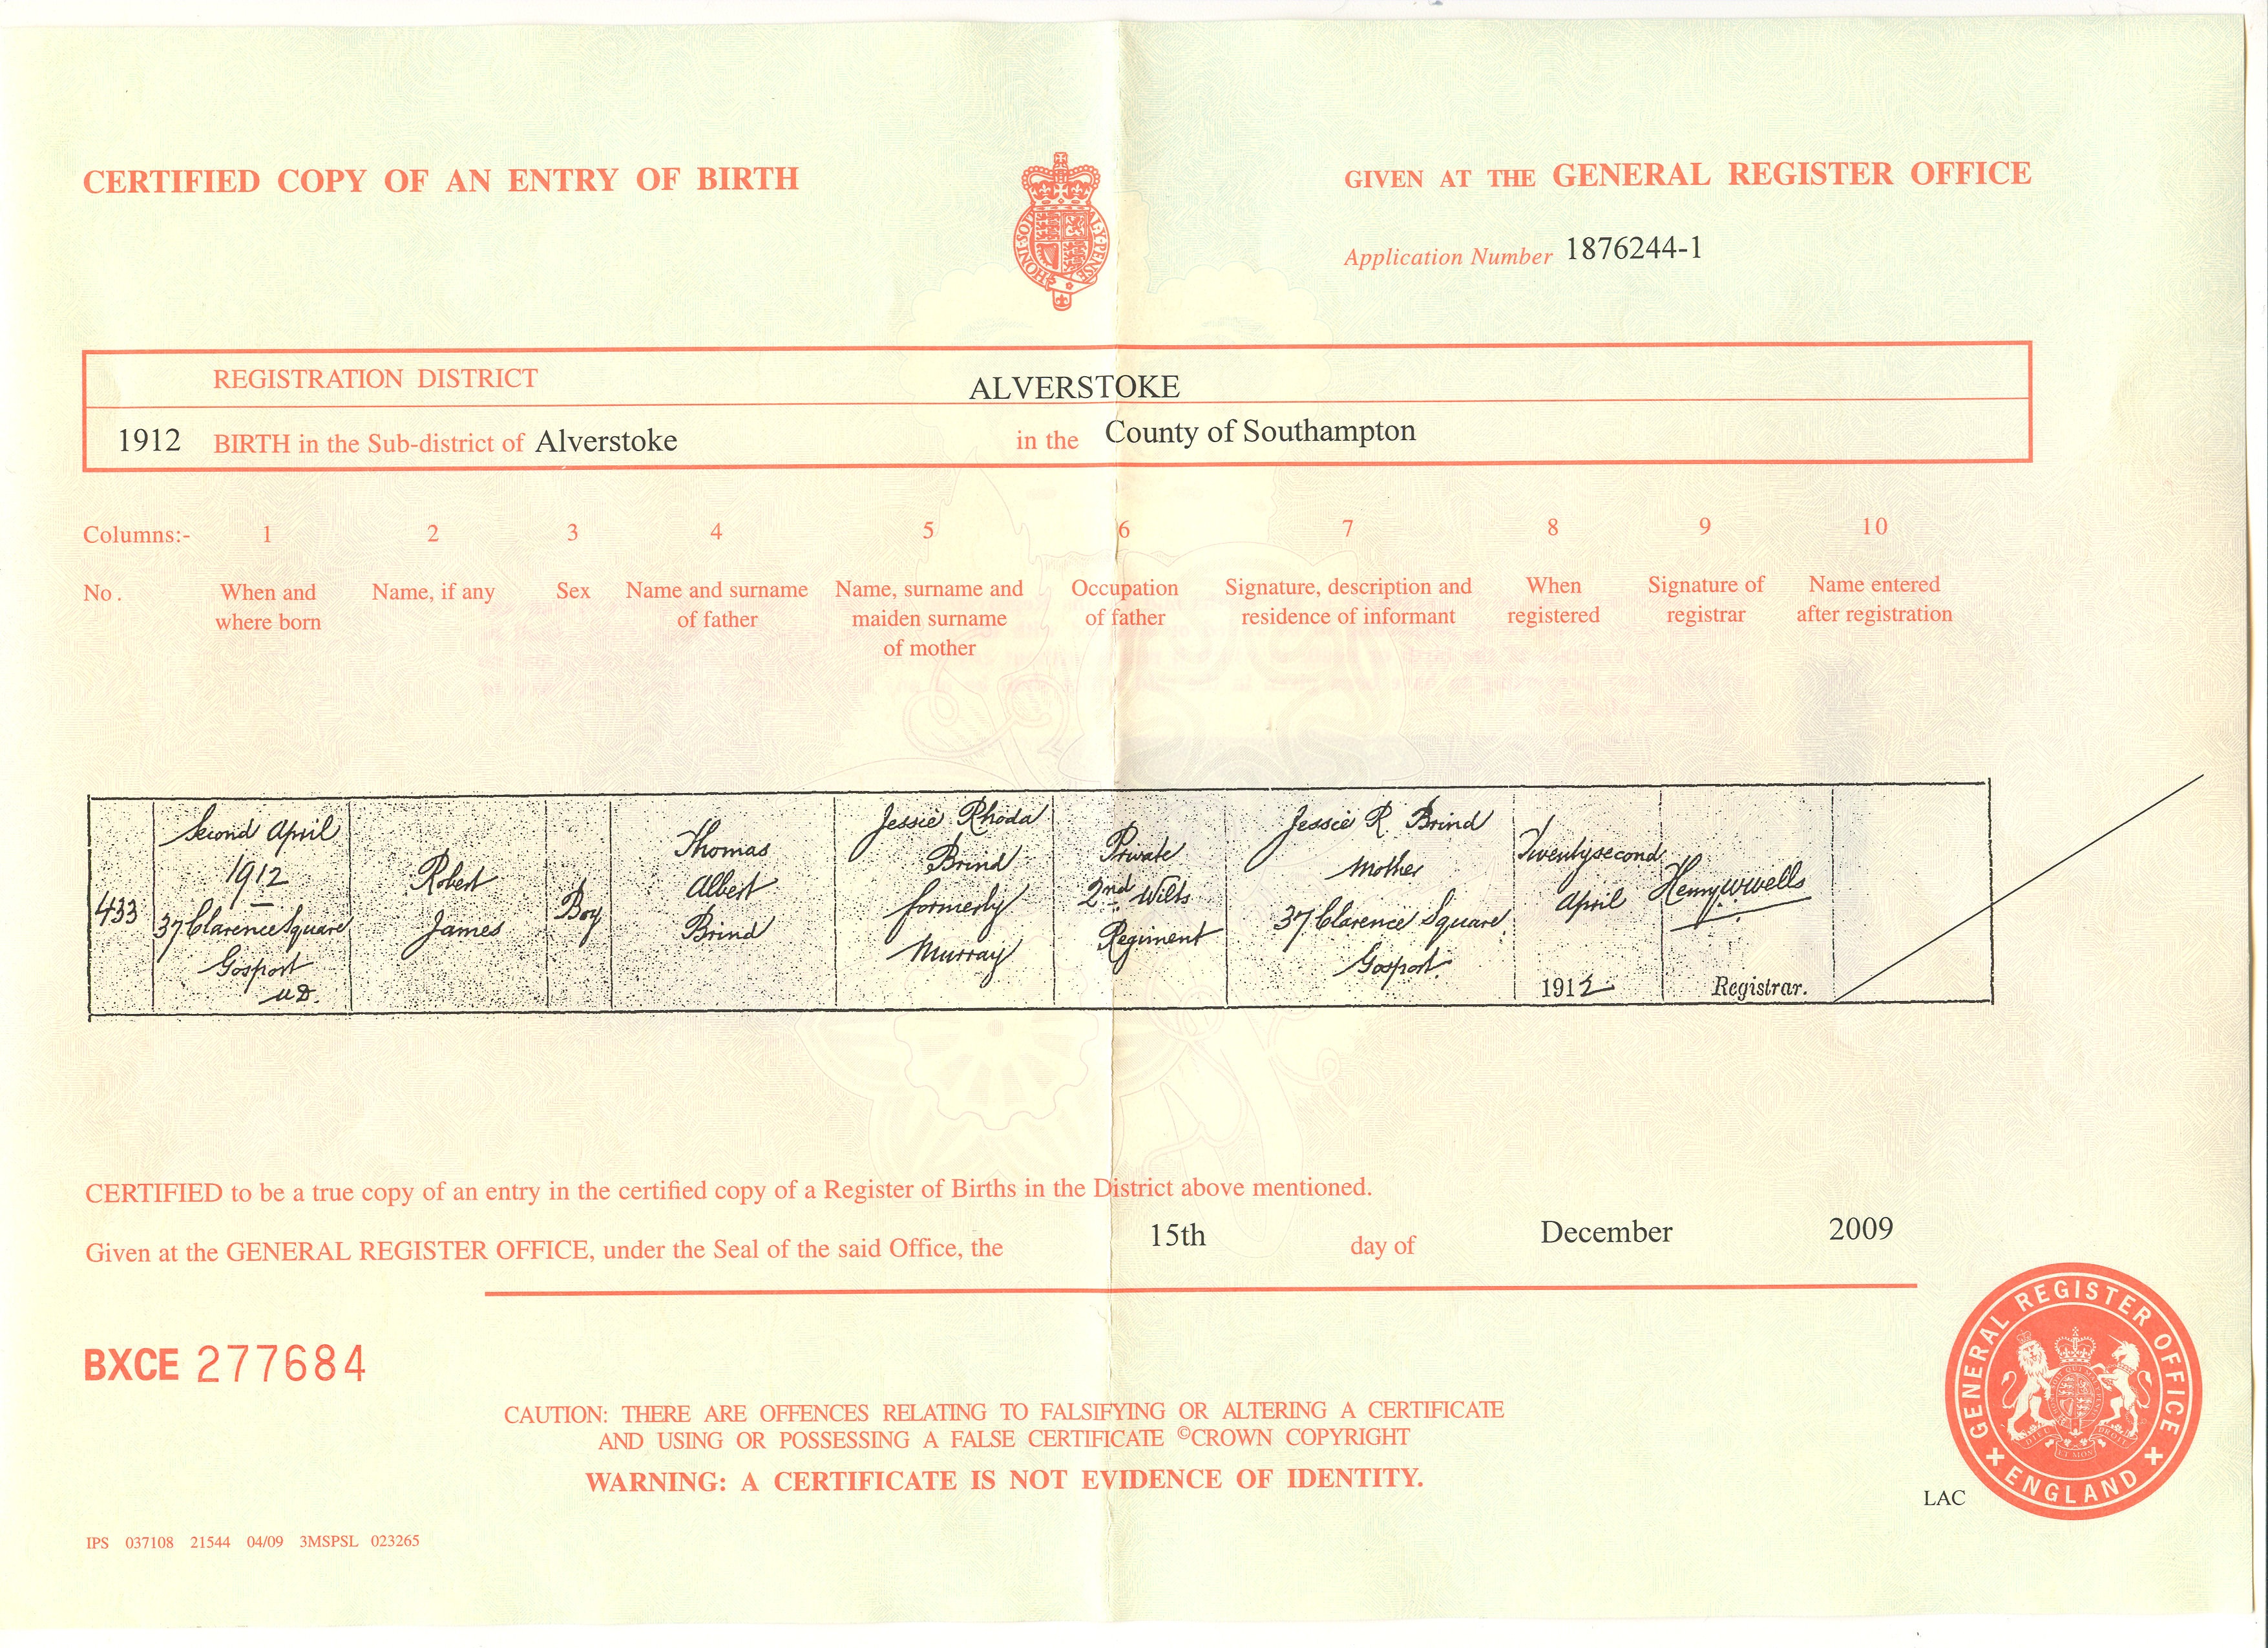 CERTIFIED COPY OF AN ENTRY OF BIRTH
GIVEN AT THE GENERAL REGISTER OFFICE
HONI SOIT QUI MAL Y PENSE
Application Number 1876244-1
REGISTRATION DISTRICT ALVERSTOKE
1912 BIRTH in the Sub-district of Alverstoke in the County of Southampton
Columns:- 1 2 3 4 5 6 7 8 9 10
No. When and where born
Name, if any
Sex
Name and surname of father
Name, surname and maiden surname of mother
Occupation of father
Signature, description and residence of informant
When registered
Signature of registrar
Name entered after registration
433
Second April
1912
37 Clarence Square
Gosport
U.D.
Robert
James
Boy
Thomas
Albert
Brind
Jessie Rhoda
Brind
formerly
Murray
Private
2nd Wilts
Regiment
Jessie R. Brind
Mother
37 Clarence Square
Gosport
Twenty second
April
1912
Henry W Wells
Registrar.
CERTIFIED to be a true copy of an entry in the certified copy of a Register of Births in the District above mentioned.
Given at the GENERAL REGISTER OFFICE, under the Seal of the said Office, the 15th day of December 2009
BXCE 277684
CAUTION: THERE ARE OFFENCES RELATING TO FALSIFYING OR ALTERING A CERTIFICATE
AND USING OR POSSESSING A FALSE CERTIFICATE ©CROWN COPYRIGHT
WARNING: A CERTIFICATE IS NOT EVIDENCE OF IDENTITY.
GENERAL REGISTER OFFICE
ENGLAND
LAC
IPS 037108 21544 04/09 3MSPSL 023265